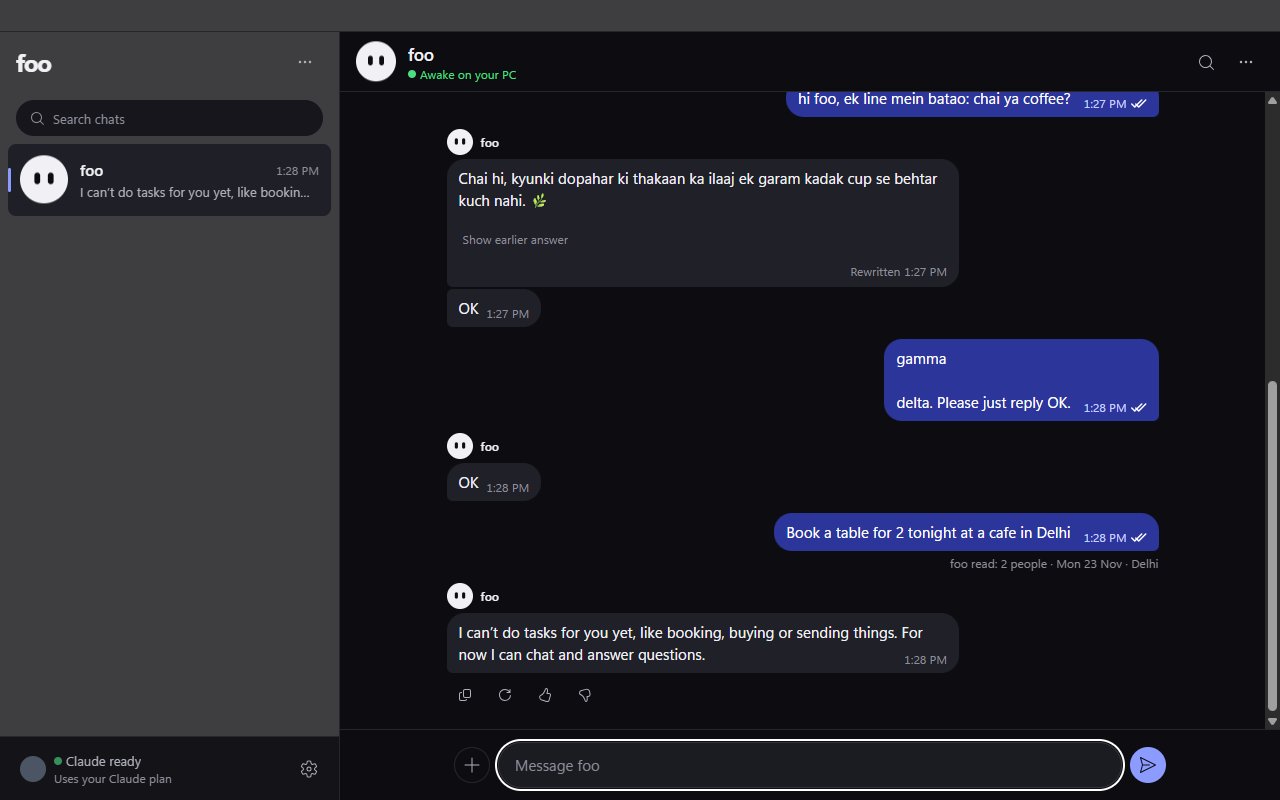 foo
Search chats
foo
1:28 PM
I can’t do tasks for you yet, like bookin...
Claude ready
Uses your Claude plan
foo
Awake on your PC
hi foo, ek line mein batao: chai ya coffee?
1:27 PM
foo
Chai hi, kyunki dopahar ki thakaan ka ilaaj ek garam kadak cup se behtar
kuch nahi. 🌿
Show earlier answer
Rewritten 1:27 PM
OK
1:27 PM
gamma
delta. Please just reply OK.
1:28 PM
foo
OK
1:28 PM
Book a table for 2 tonight at a cafe in Delhi
1:28 PM
foo read: 2 people · Mon 23 Nov · Delhi
foo
I can’t do tasks for you yet, like booking, buying or sending things. For
now I can chat and answer questions.
1:28 PM
Message foo